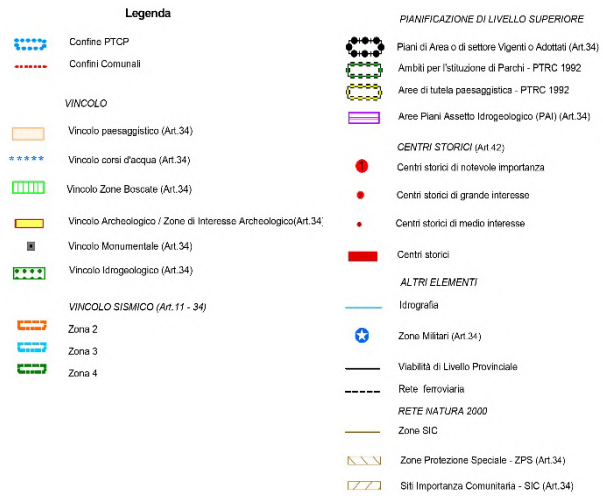 Legenda
Confine PTCP
Confini Comunali
VINCOLO
Vincolo paesaggistico (Art.34)
Vincolo corsi d'acqua (Art.34)
Vincolo Zone Boscate (Art.34)
Vincolo Archeologico / Zone di Interesse Archeologico(Art.34)
Vincolo Monumentale (Art.34)
Vincolo Idrogeologico (Art.34)
VINCOLO SISMICO (Art.11 - 34)
Zona 2
Zona 3
Zona 4
PIANIFICAZIONE DI LIVELLO SUPERIORE
Piani di Area o di settore Vigenti o Adottati (Art.34)
Ambiti per l'stituzione di Parchi - PTRC 1992
Aree di tutela paesaggistica - PTRC 1992
Aree Piani Assetto Idrogeologico (PAI) (Art.34)
CENTRI STORICI (Art.42)
1 Centri storici di notevole importanza
Centri storici di grande interesse
Centri storici di medio interesse
Centri storici
ALTRI ELEMENTI
Idrografia
Zone Militari (Art.34)
Viabilità di Livello Provinciale
Rete ferroviaria
RETE NATURA 2000
Zone SIC
Zone Protezione Speciale - ZPS (Art.34)
Siti Importanza Comunitaria - SIC (Art.34)